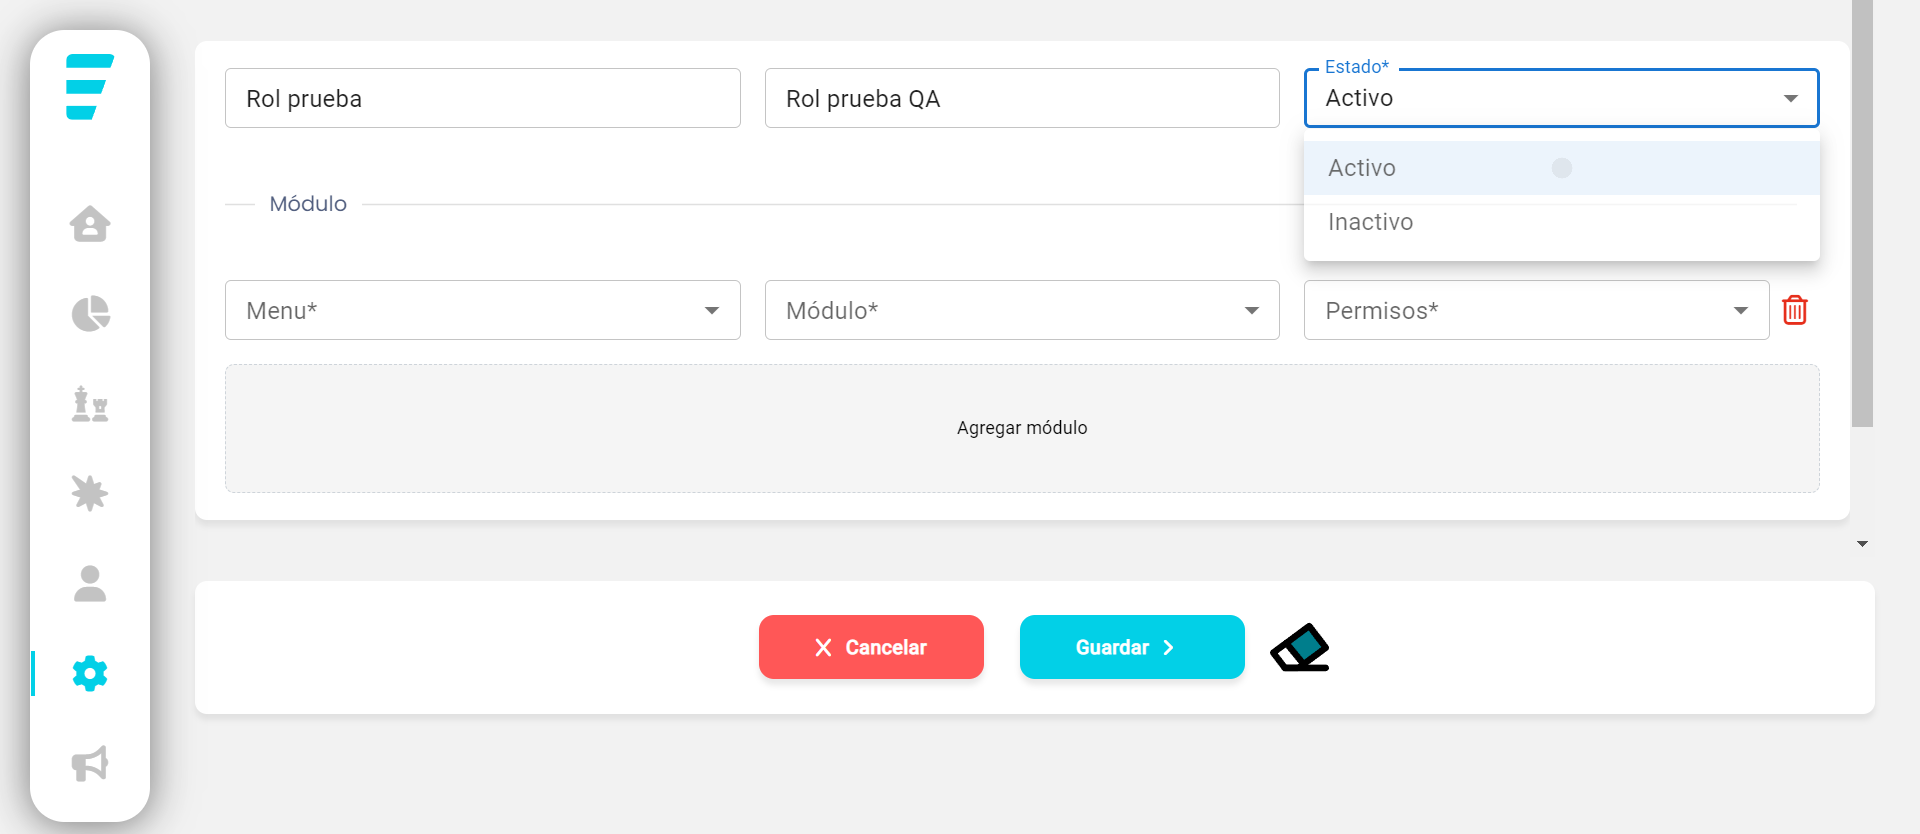 Estado*
Rol prueba
Rol prueba QA
Activo
Activo
Inactivo
Módulo
Menu*
Módulo*
Permisos*
Agregar módulo
Cancelar
Guardar